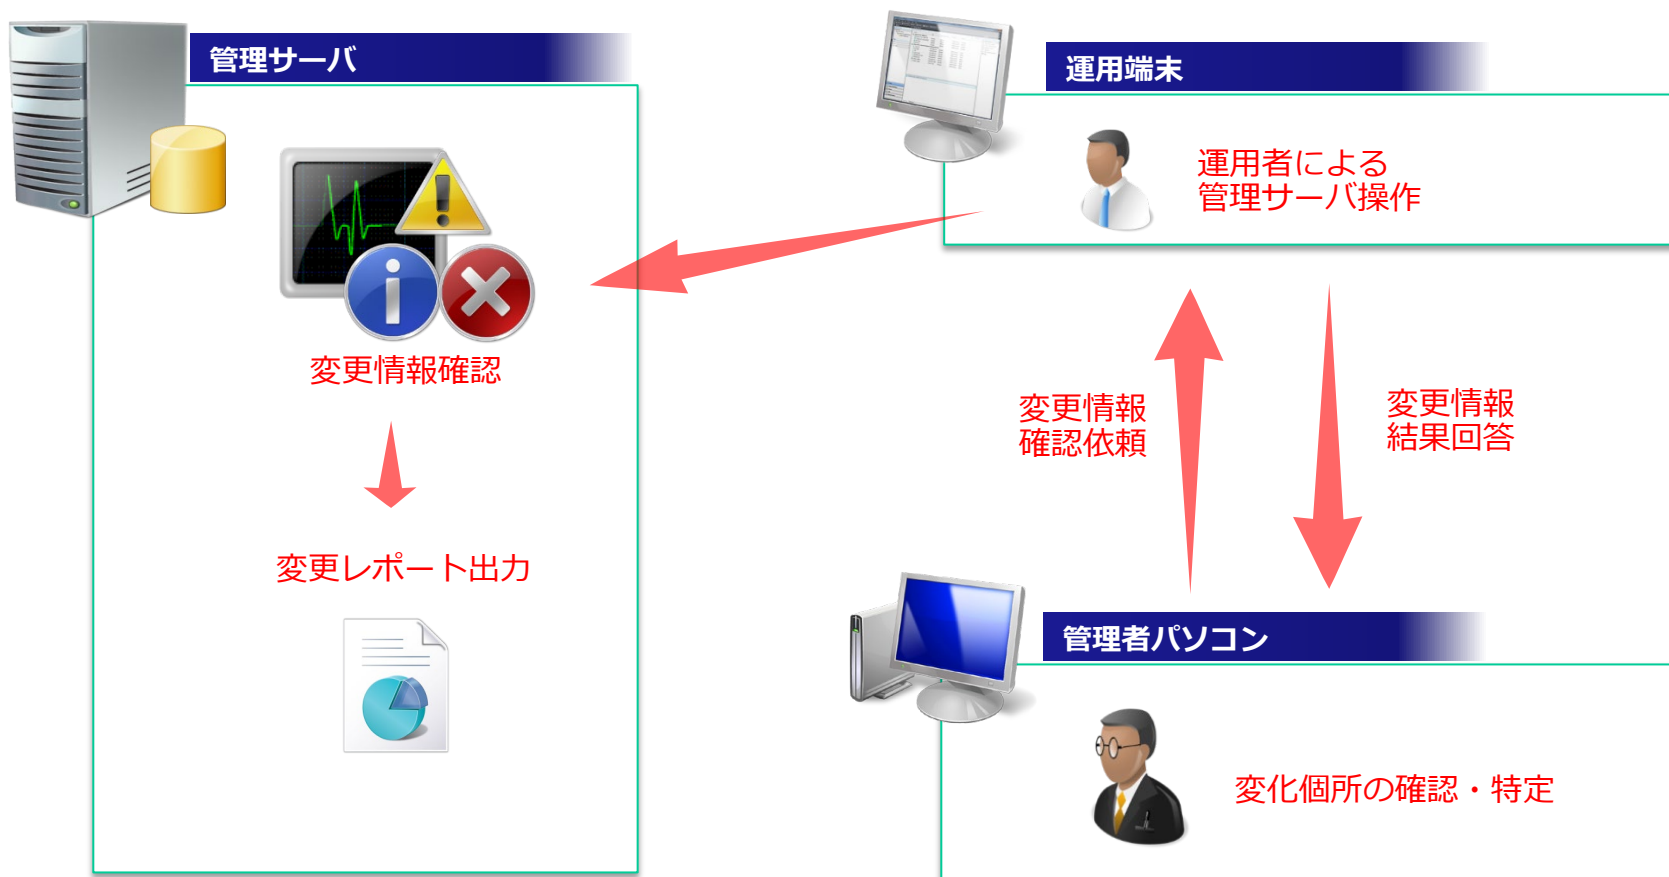 管理サーバ
変更情報確認
変更レポート出力
運用端末
運用者による
管理サーバ操作
変更情報
確認依頼
変更情報
結果回答
管理者パソコン
変化個所の確認・特定